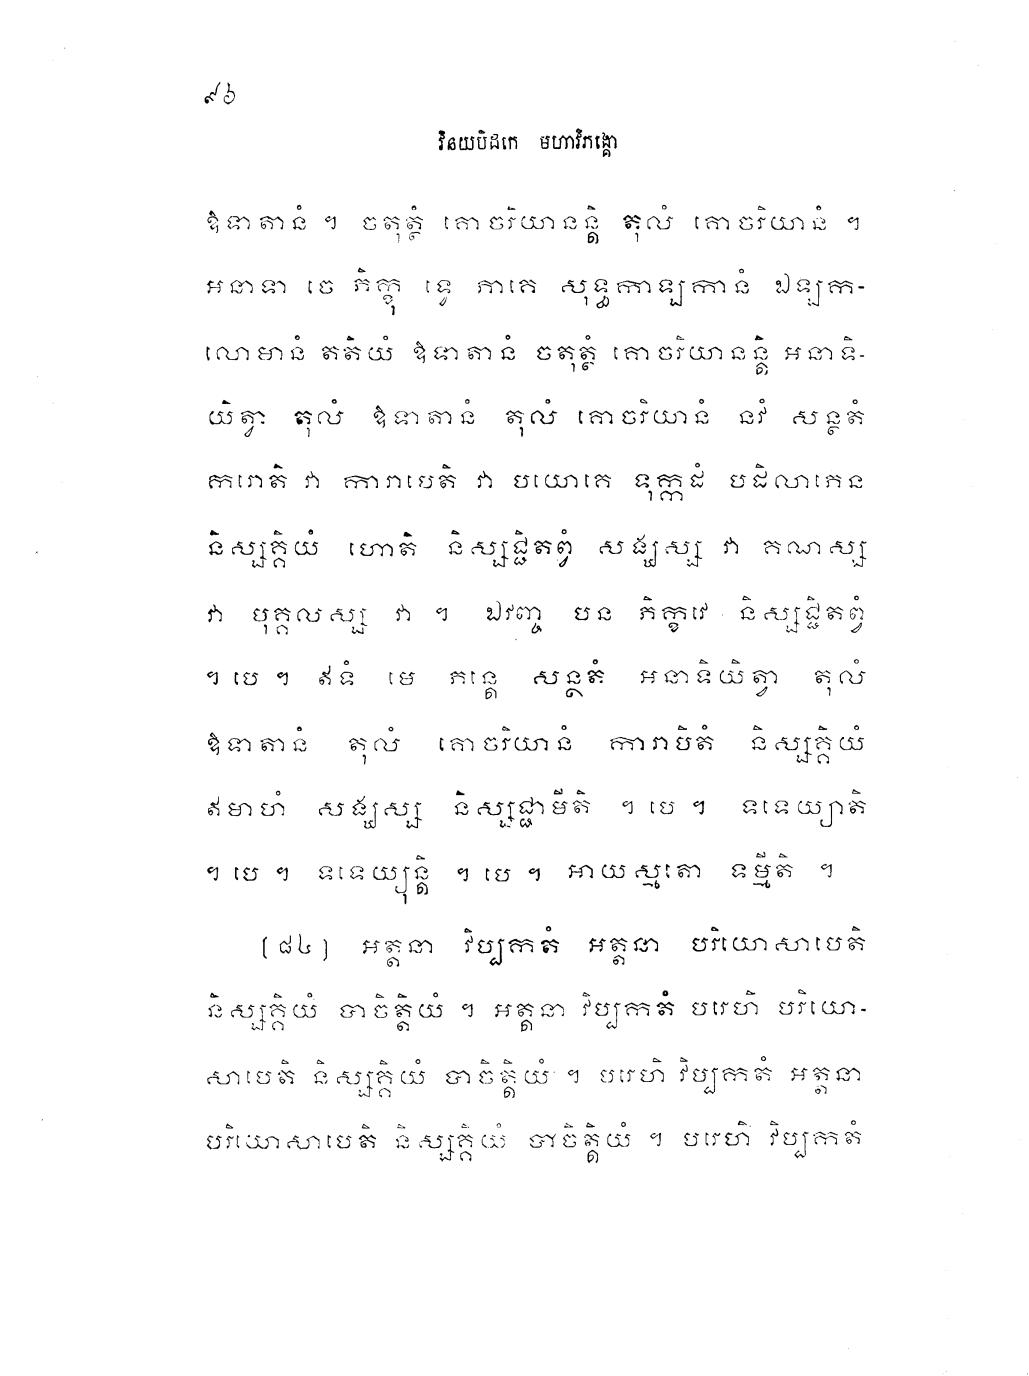 ៩៦
វិនយបិដកេ មហាវិភង្គោ
ឱទាតានំ ។ ចតុត្ថំ គោចរិយានន្តិ តុលំ គោចរិយានំ ។
អនាទា ចេ ភិក្ខុ ទ្វេ ភាគេ សុទ្ធកាឡកានំ ឯឡក-
លោមានំ តតិយំ ឱទាតានំ ចតុត្ថំ គោចរិយានន្តិ អនាទិ-
យិត្វា តុលំ ឱទាតានំ តុលំ គោចរិយានំ នវំ សន្ថតំ
ករោតិ វា ការាបេតិ វា បយោគេ ទុក្កដំ បដិលាភេន
និស្សគ្គិយំ ហោតិ និស្សជ្ជិតព្វំ សង្ឃស្ស វា គណស្ស
វា បុគ្គលស្ស វា ។ ឯវញ្ច បន ភិក្ខវេ និស្សជ្ជិតព្វំ
។ បេ ។ ឥទំ មេ ភន្តេ សន្ថតំ អនាទិយិត្វា តុលំ
ឱទាតានំ តុលំ គោចរិយានំ ការាបិតំ និស្សគ្គិយំ
ឥមាហំ សង្ឃស្ស និស្សជ្ជាមីតិ ។ បេ ។ ទទេយ្យាតិ
។ បេ ។ ទទេយ្យុន្តិ ។ បេ ។ អាយស្មតោ ទម្មីតិ ។
[៨៤] អត្តនា វិប្បកតំ អត្តនា បរិយោសាបេតិ
និស្សគ្គិយំ បាចិត្តិយំ ។ អត្តនា វិប្បកតំ បរេហិ បរិយោ-
សាបេតិ និស្សគ្គិយំ បាចិត្តិយំ ។ បរេហិ វិប្បកតំ អត្តនា
បរិយោសាបេតិ និស្សគ្គិយំ បាចិត្តិយំ ។ បរេហិ វិប្បកតំ